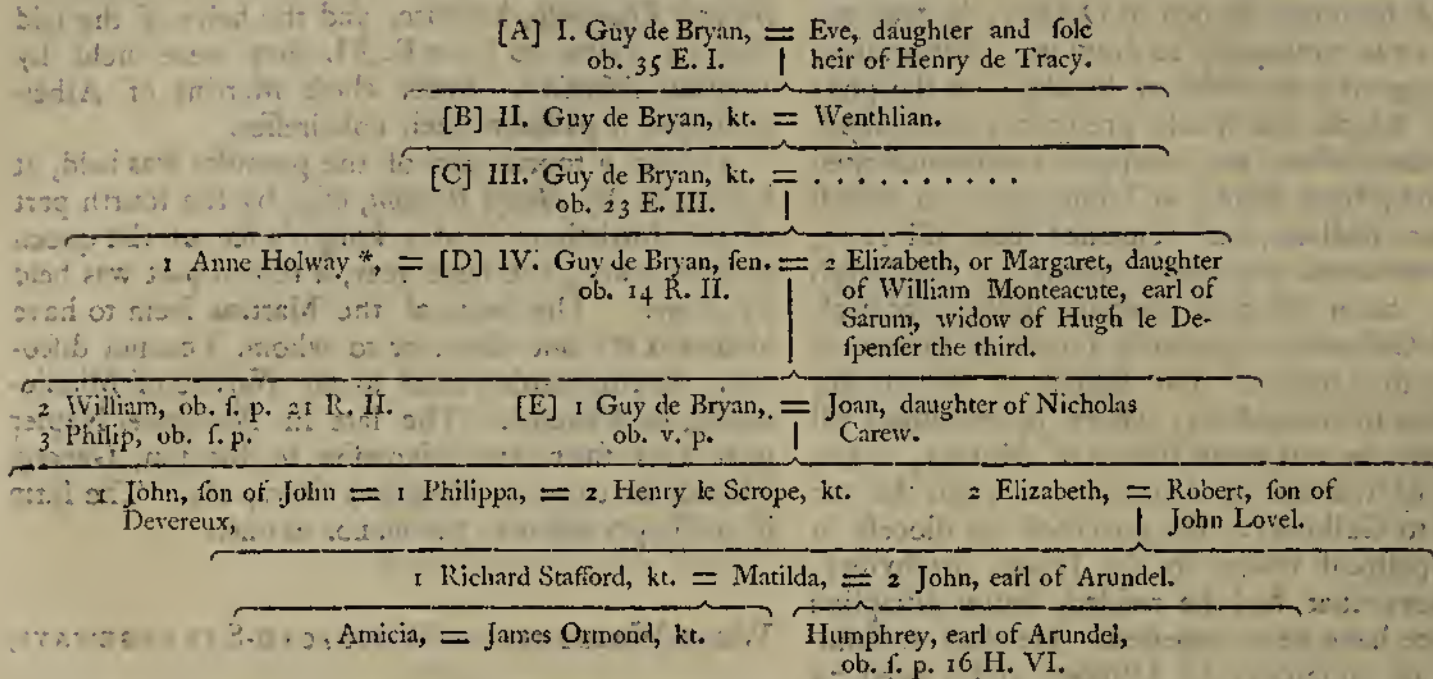 [A] I. Guy de Bryan, = Eve, daughter and ſole
ob. 35 E. I. heir of Henry de Tracy.
[B] II. Guy de Bryan, kt. = Wenthlian.
[C] III. Guy de Bryan, kt. = . . . . . . . . . .
ob. 23 E. III.
1 Anne Holway *, = [D] IV. Guy de Bryan, ſen. = 2 Elizabeth, or Margaret, daughter
ob. 14 R. II. of William Monteacute, earl of
Sarum, widow of Hugh le De-
ſpenſer the third.
2 William, ob. ſ. p. 21 R. II. [E] 1 Guy de Bryan, = Joan, daughter of Nicholas
3 Philip, ob. ſ. p. ob. v. p. Carew.
John, ſon of John = 1 Philippa, = 2 Henry le Scrope, kt. 2 Elizabeth, = Robert, ſon of
Devereux, John Lovel.
1 Richard Stafford, kt. = Matilda, = 2 John, earl of Arundel.
Amicia, = James Ormond, kt. Humphrey, earl of Arundel,
ob. ſ. p. 16 H. VI.